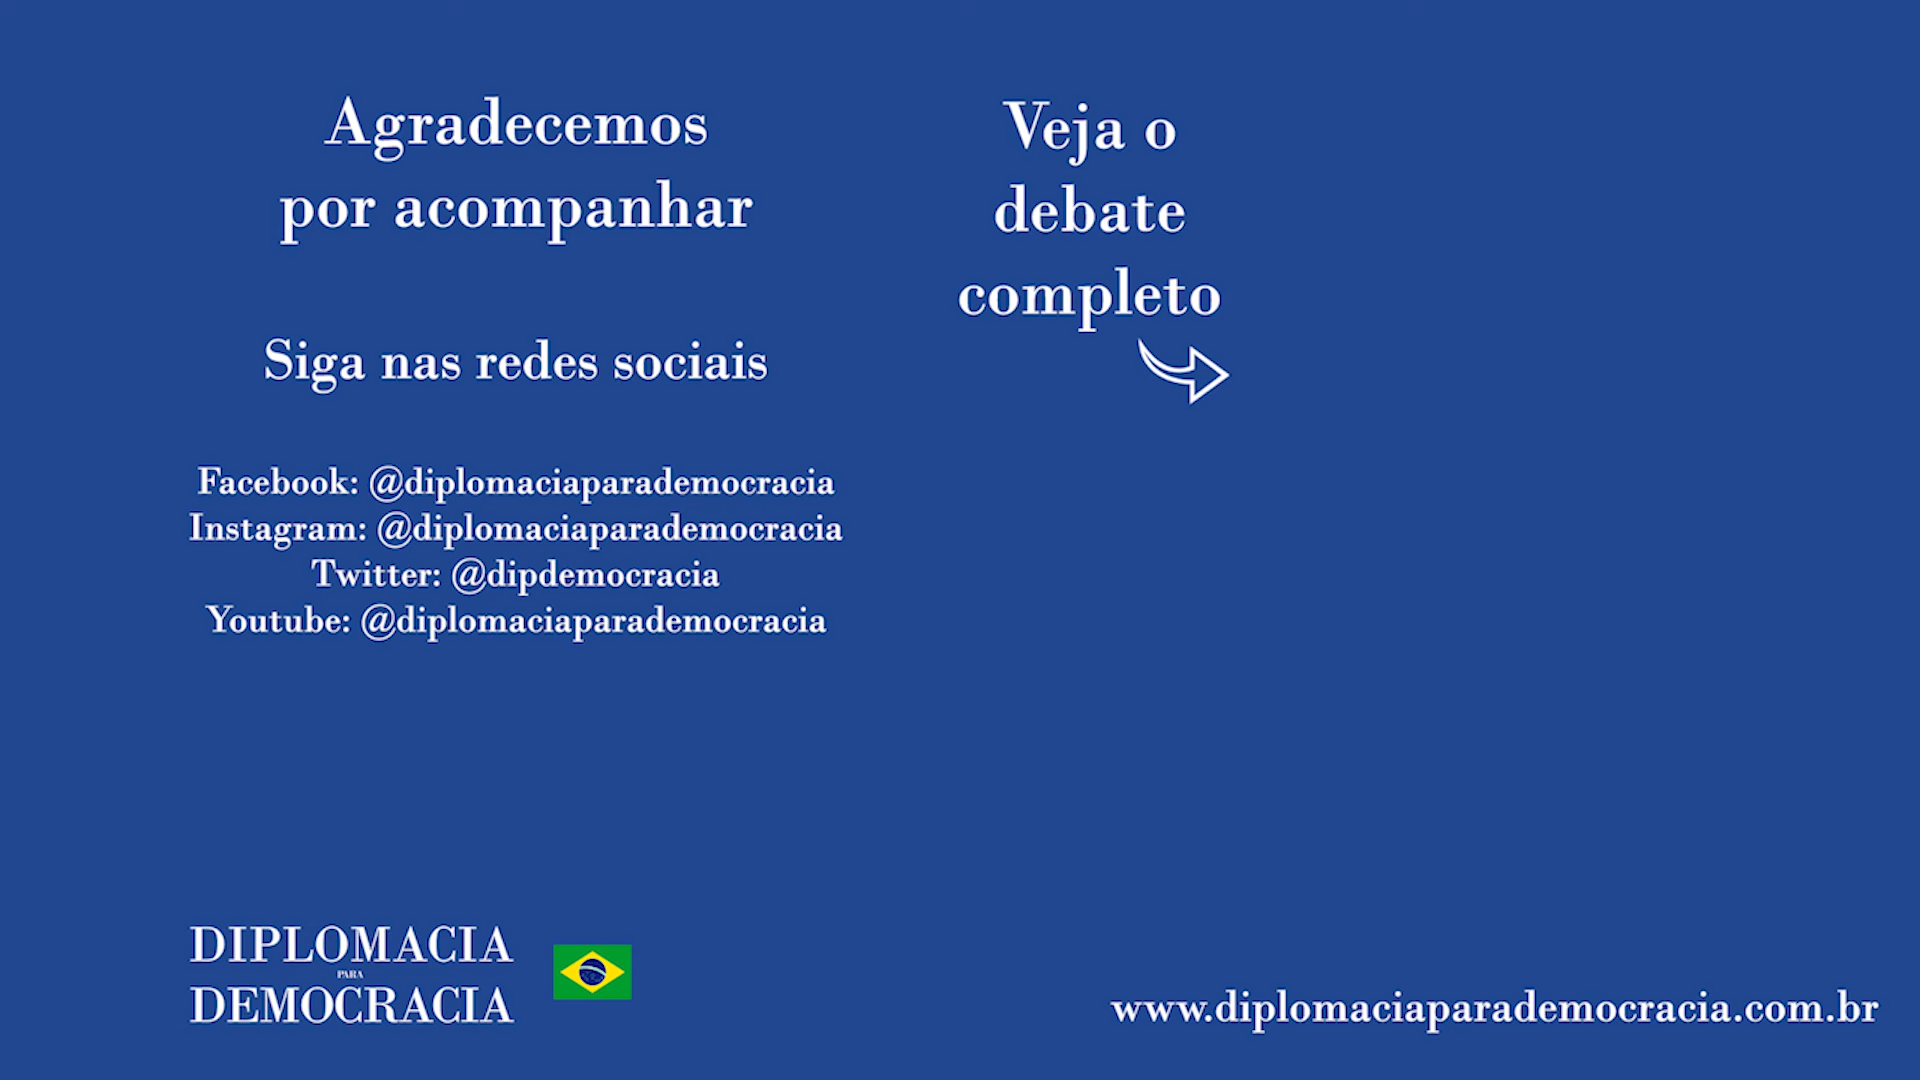 Agradecemos
por acompanhar
Siga nas redes sociais
Facebook: @diplomaciaparademocracia
Instagram: @diplomaciaparademocracia
Twitter: @dipdemocracia
Youtube: @diplomaciaparademocracia
Veja o
debate
completo
DIPLOMACIA
PARA
DEMOCRACIA
www.diplomaciaparademocracia.com.br